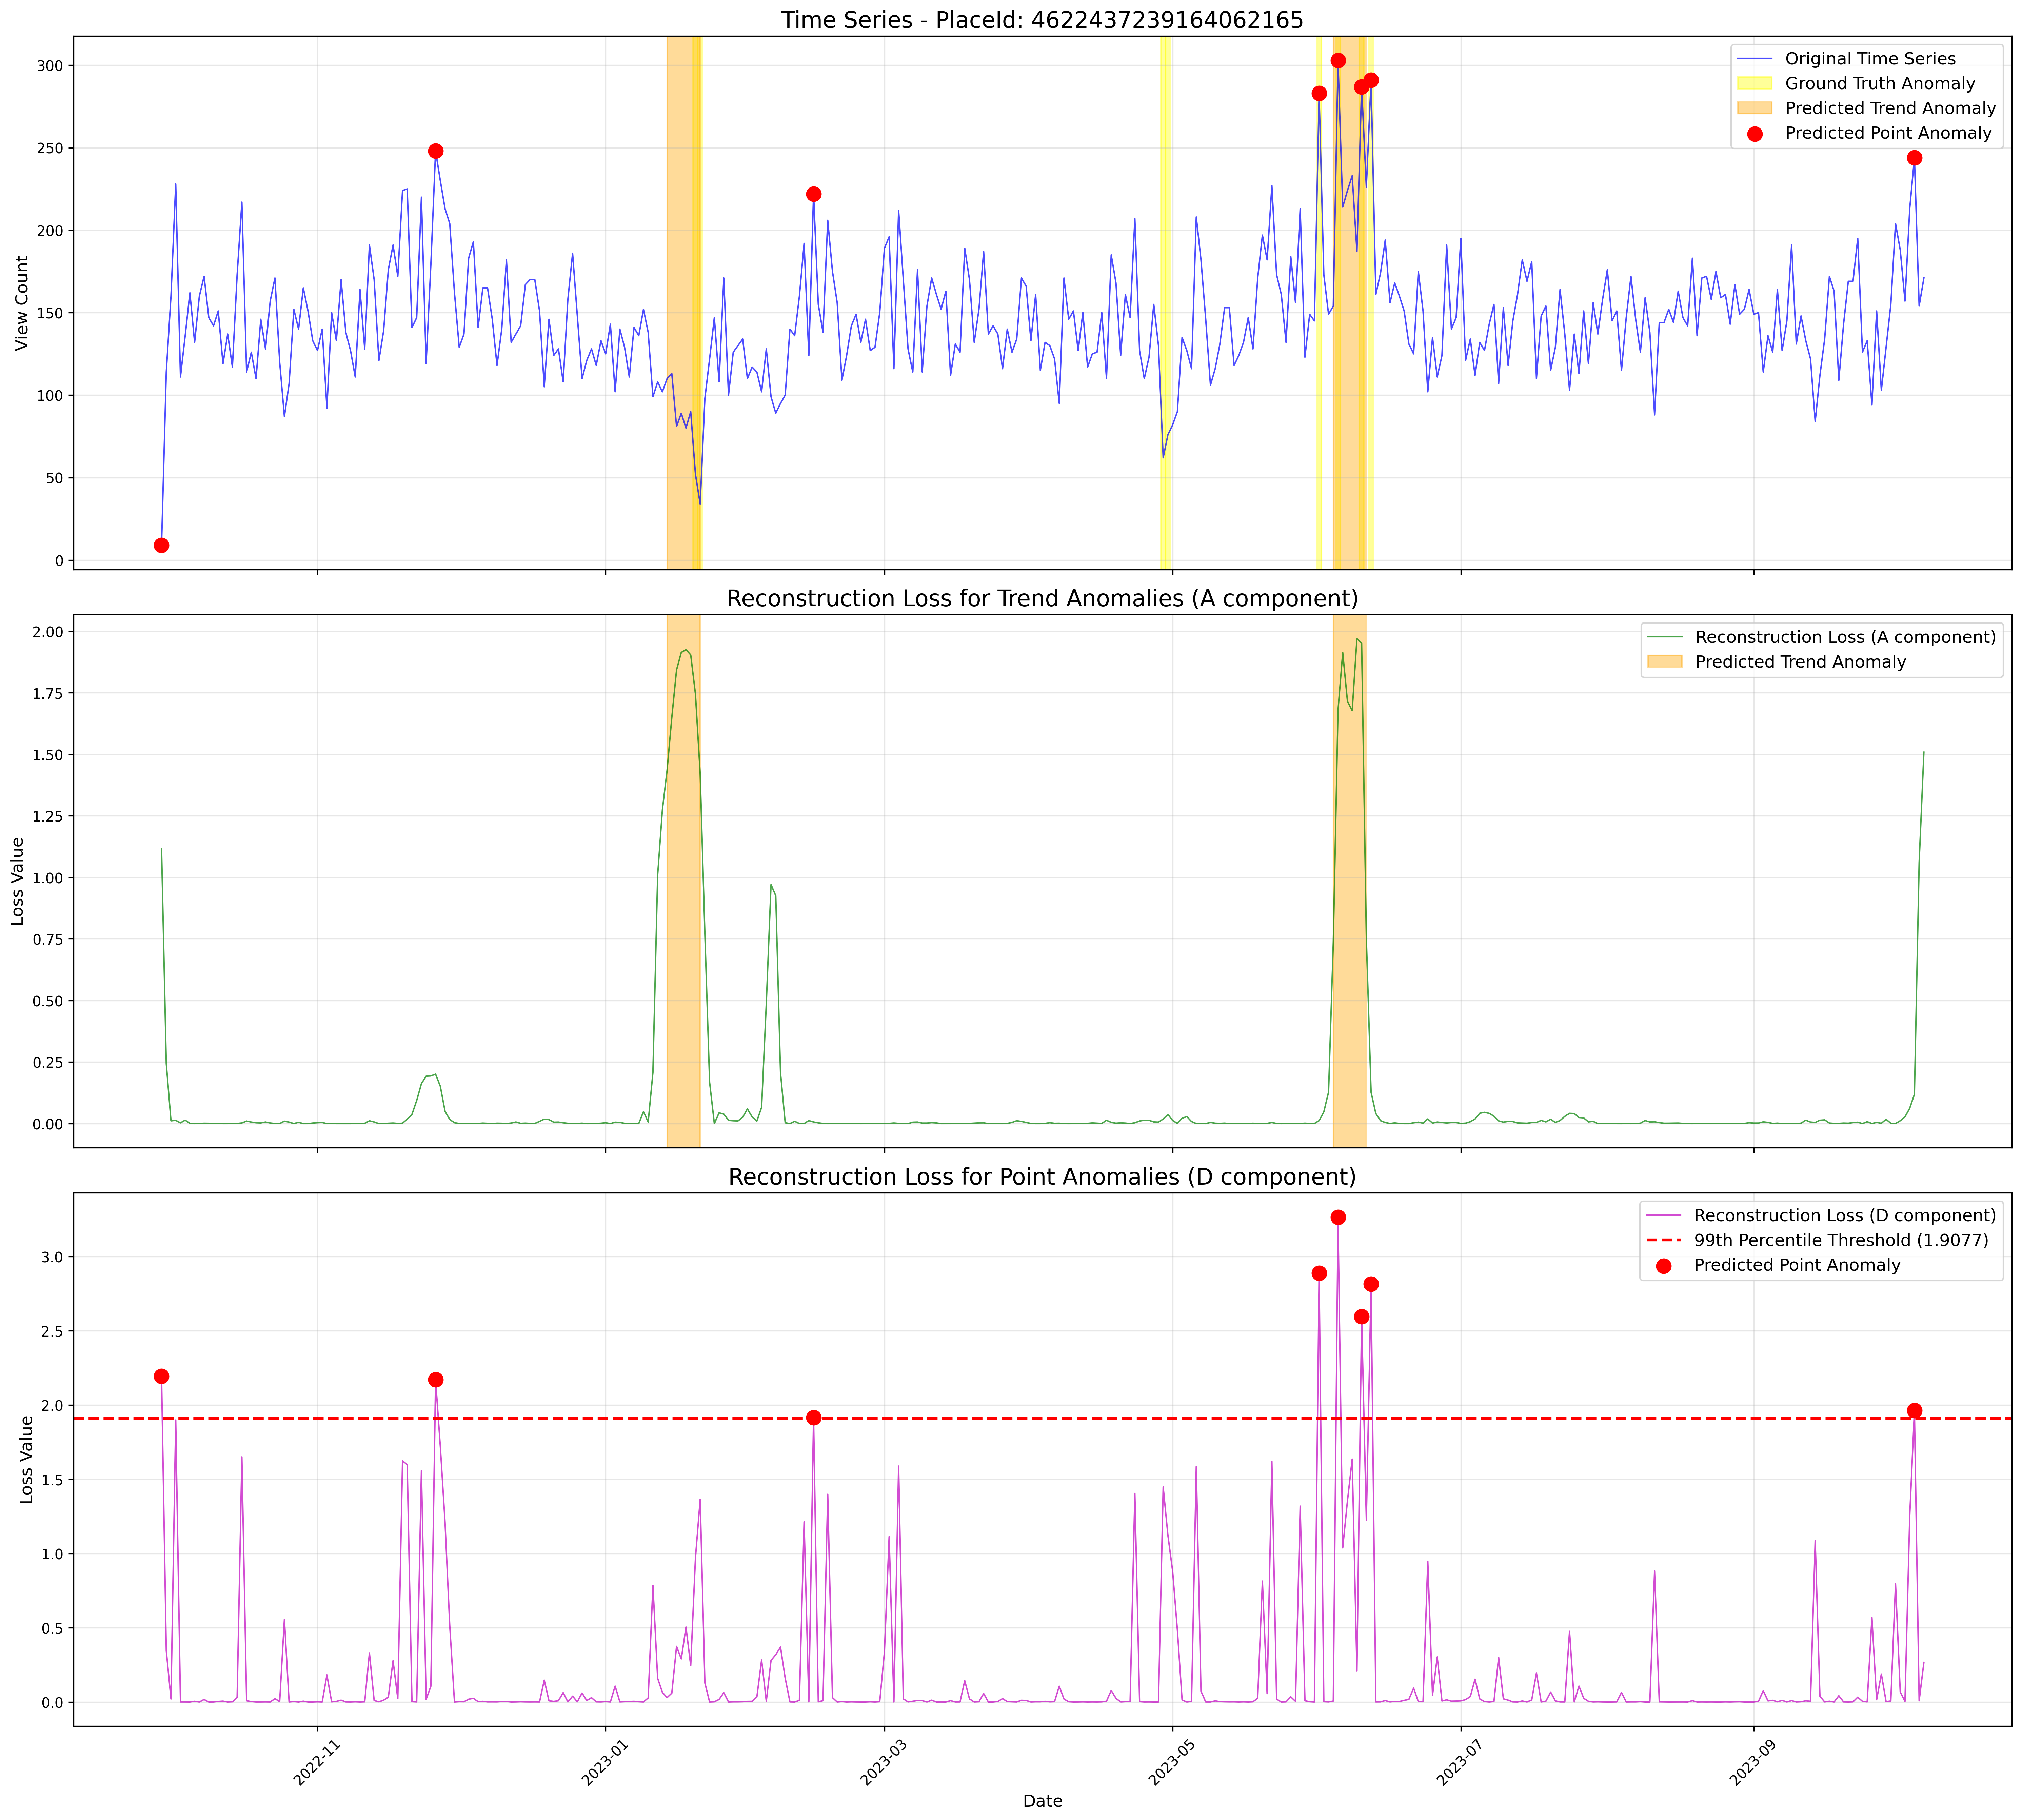 Time Series - PlaceId: 4622437239164062165
300
250
200
150
100
50
0
View Count
Original Time Series
Ground Truth Anomaly
Predicted Trend Anomaly
Predicted Point Anomaly
Reconstruction Loss for Trend Anomalies (A component)
2.00
1.75
1.50
1.25
1.00
0.75
0.50
0.25
0.00
Loss Value
Reconstruction Loss (A component)
Predicted Trend Anomaly
Reconstruction Loss for Point Anomalies (D component)
3.0
2.5
2.0
1.5
1.0
0.5
0.0
Loss Value
Reconstruction Loss (D component)
99th Percentile Threshold (1.9077)
Predicted Point Anomaly
2022-11
2023-01
2023-03
2023-05
2023-07
2023-09
Date